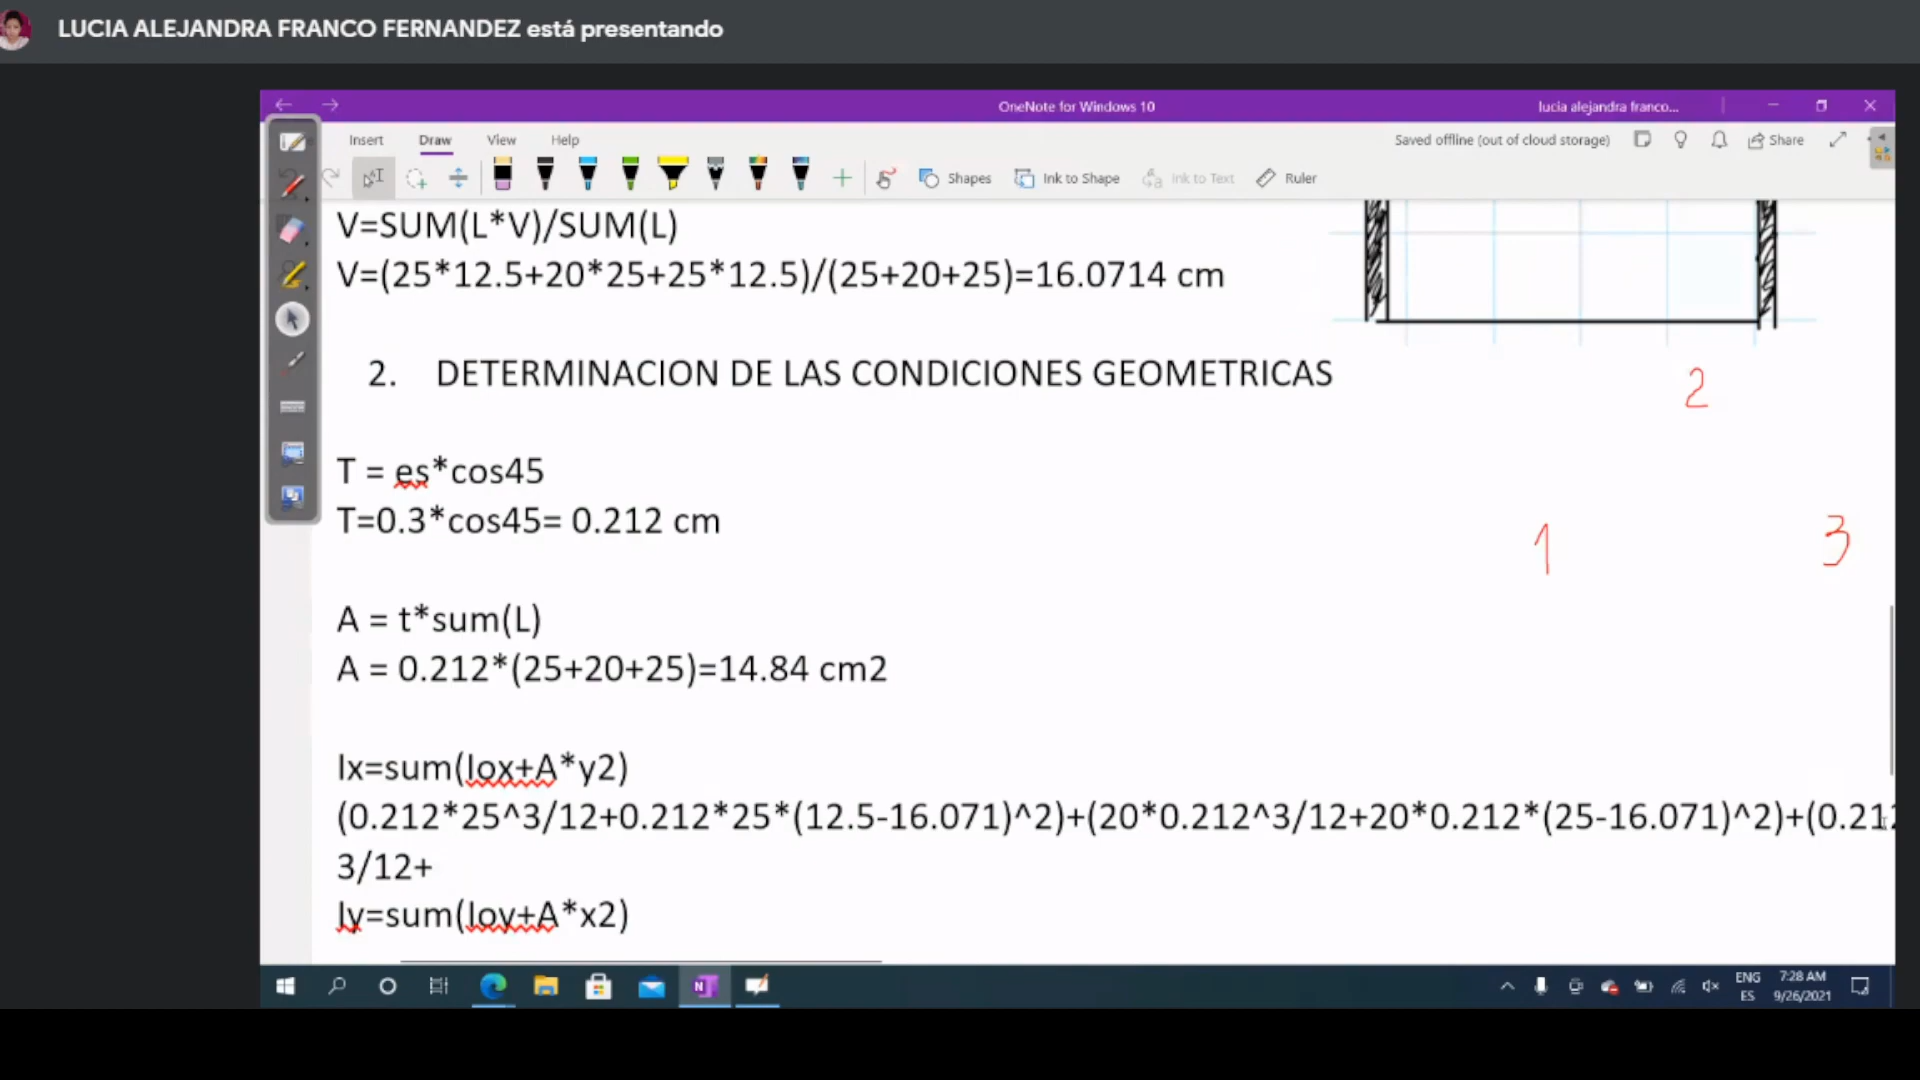 LUCIA ALEJANDRA FRANCO FERNANDEZ está presentando
OneNote for Windows 10
lucia alejandra franco...
Insert
Draw
View
Help
Saved offline (out of cloud storage)
Share
Shapes
Ink to Shape
Ink to Text
Ruler
V=SUM(L*V)/SUM(L)
V=(25*12.5+20*25+25*12.5)/(25+20+25)=16.0714 cm
2. DETERMINACION DE LAS CONDICIONES GEOMETRICAS
2
T = es*cos45
T=0.3*cos45= 0.212 cm
1
3
A = t*sum(L)
A = 0.212*(25+20+25)=14.84 cm2
Ix=sum(Iox+A*y2)
(0.212*25^3/12+0.212*25*(12.5-16.071)^2)+(20*0.212^3/12+20*0.212*(25-16.071)^2)+(0.212
3/12+
Iy=sum(Ioy+A*x2)
ENG
ES
7:28 AM
9/26/2021